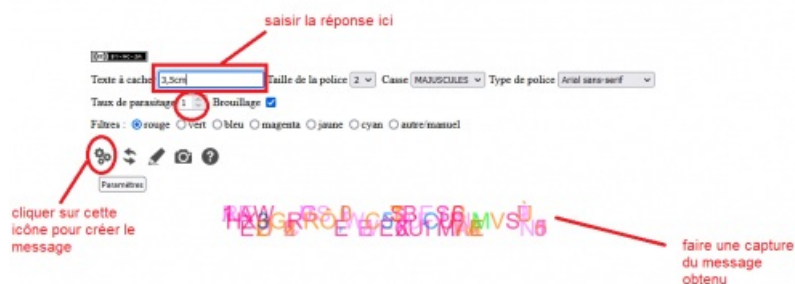 saisir la réponse ici
Texte à cacher 3,5cm Taille de la police 2 Casse MAJUSCULES Type de police Arial sans-serif
Taux de parasitage 1 Brouillage
Filtres : rouge vert bleu magenta jaune cyan autre/manuel
Paramètres
cliquer sur cette
icône pour créer le
message
faire une capture
du message
obtenu